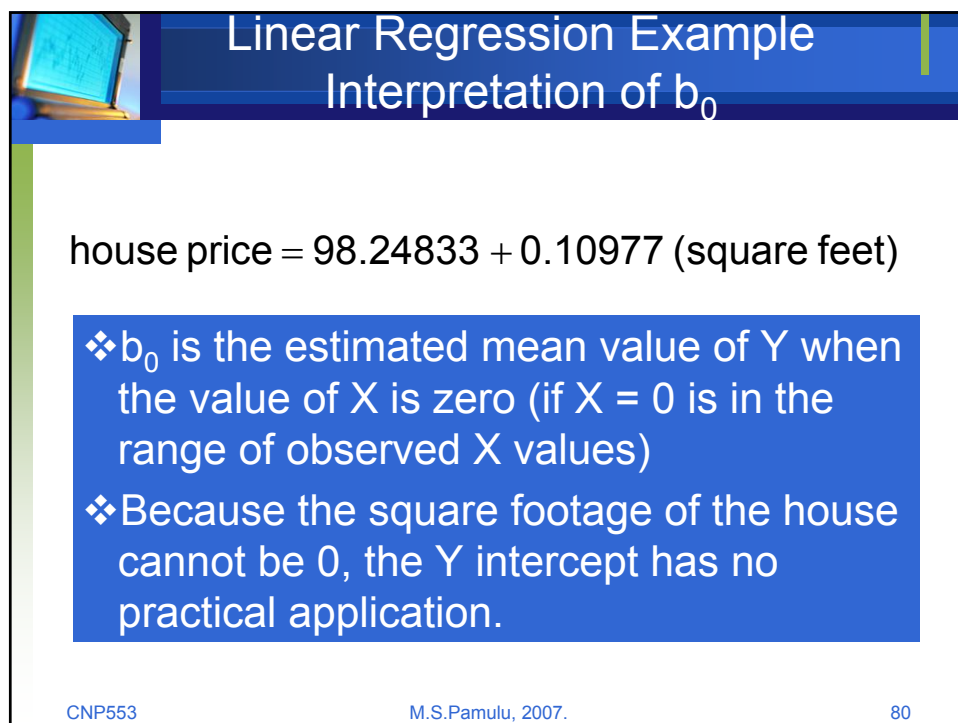 Linear Regression Example
Interpretation of b₀
house price = 98.24833 + 0.10977 (square feet)
❖b₀ is the estimated mean value of Y when
the value of X is zero (if X = 0 is in the
range of observed X values)
❖Because the square footage of the house
cannot be 0, the Y intercept has no
practical application.
CNP553 M.S.Pamulu, 2007. 80